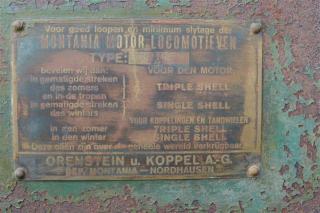 Voor goed loopen en minimum slytage der
MONTANIA MOTOR LOCOMOTIEVEN
TYPE:
bevelen wij aan: VOOR DEN MOTOR
in gematigde streken
des zomers TRIPLE SHELL
en in de tropen
in gematigde streken SINGLE SHELL
des winters
VOOR KOPPELINGEN EN TANDWIELEN
in den zomer TRIPLE SHELL
in den winter SINGLE SHELL
Deze oliën zijn over de geheele wereld verkrijgbaar
ORENSTEIN u. KOPPEL A.-G.
MONTANIA - NORDHAUSEN